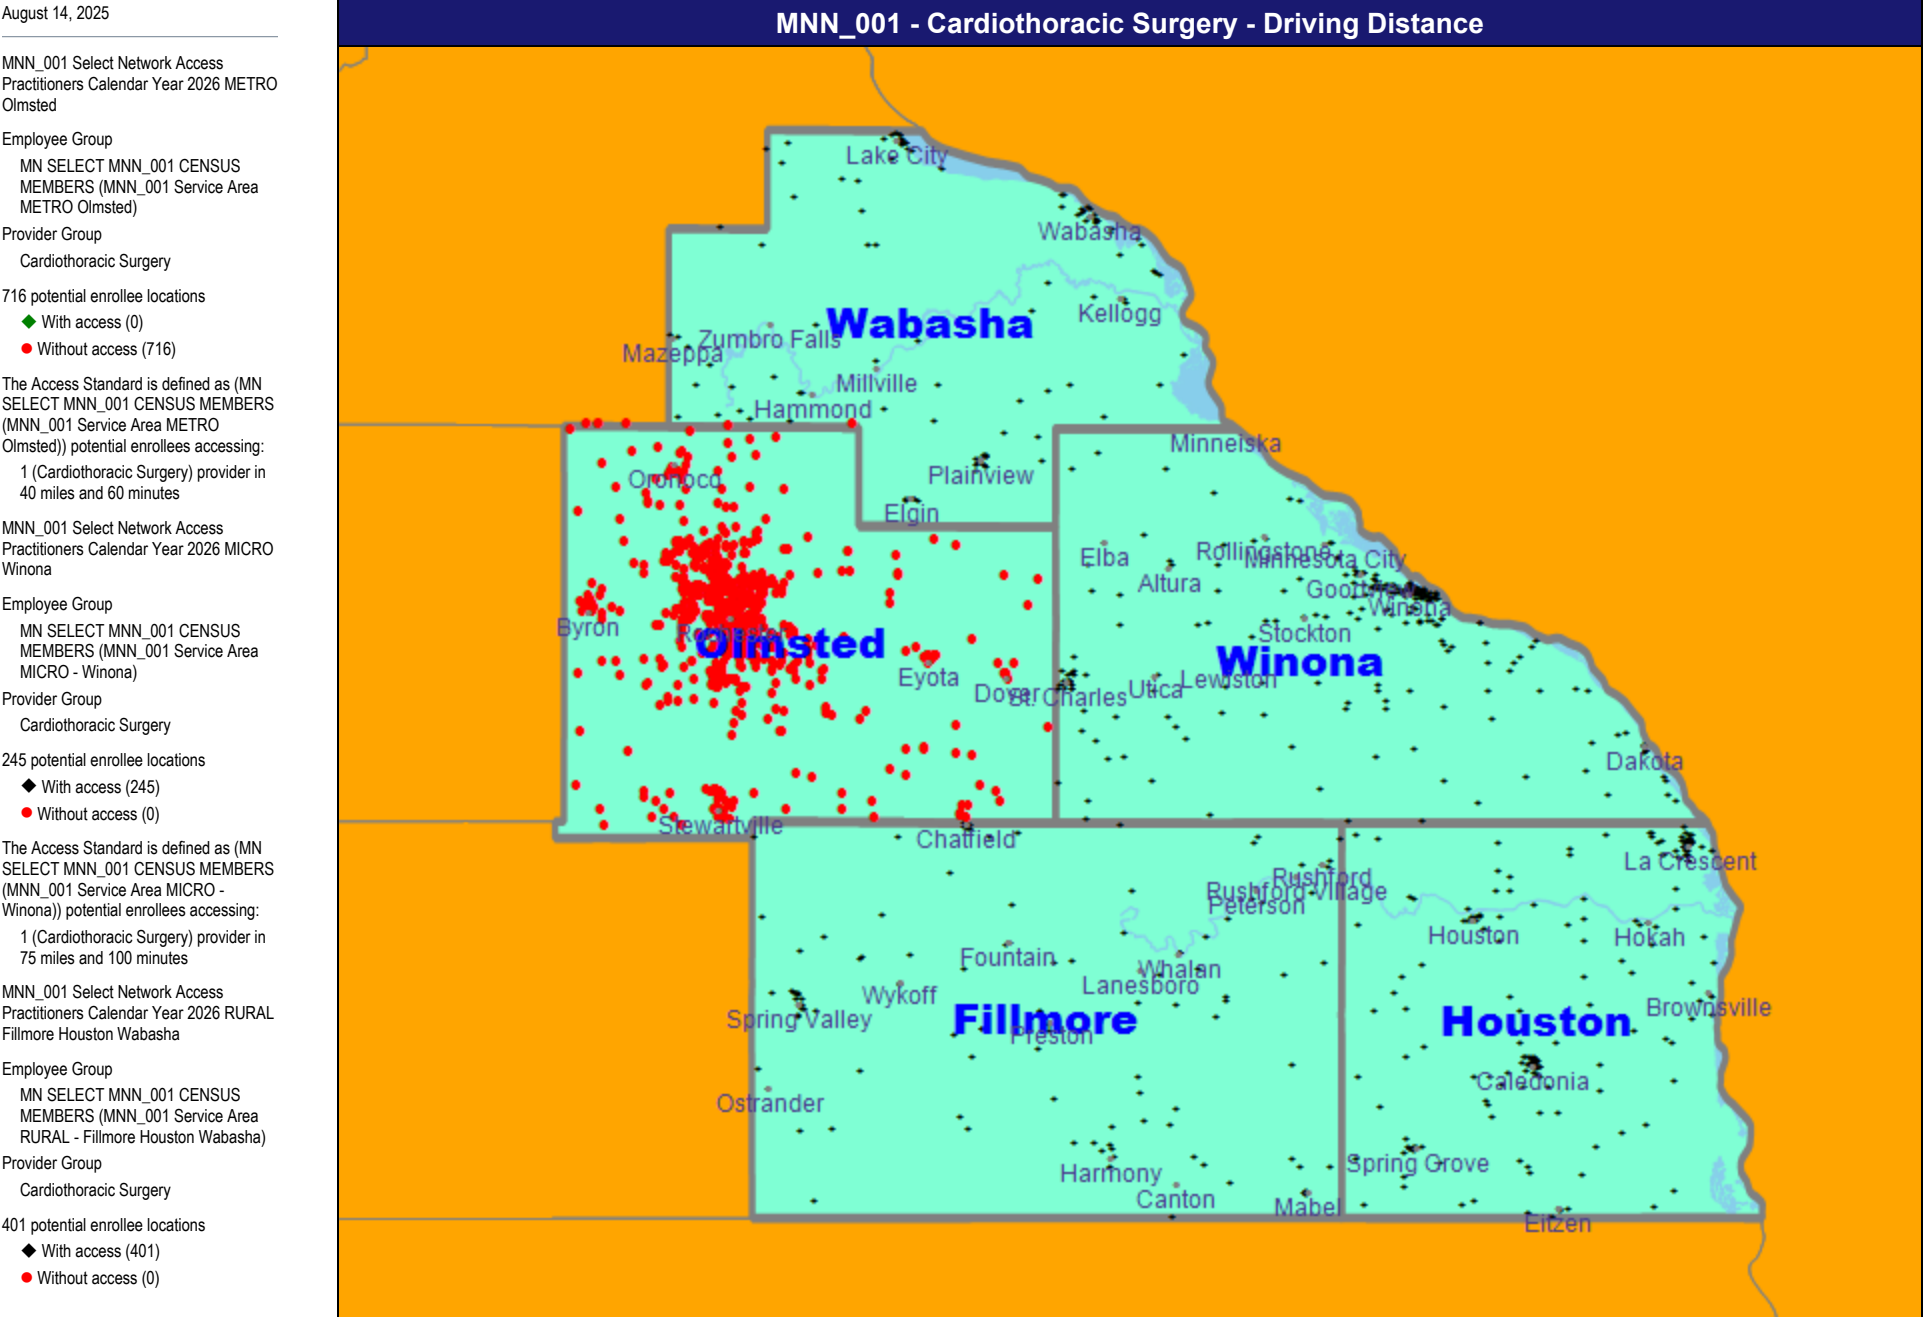 August 14, 2025
MNN_001 Select Network Access
Practitioners Calendar Year 2026 METRO
Olmsted
Employee Group
MN SELECT MNN_001 CENSUS
MEMBERS (MNN_001 Service Area
METRO Olmsted)
Provider Group
Cardiothoracic Surgery
716 potential enrollee locations
With access (0)
Without access (716)
The Access Standard is defined as (MN
SELECT MNN_001 CENSUS MEMBERS
(MNN_001 Service Area METRO
Olmsted)) potential enrollees accessing:
1 (Cardiothoracic Surgery) provider in
40 miles and 60 minutes
MNN_001 Select Network Access
Practitioners Calendar Year 2026 MICRO
Winona
Employee Group
MN SELECT MNN_001 CENSUS
MEMBERS (MNN_001 Service Area
MICRO - Winona)
Provider Group
Cardiothoracic Surgery
245 potential enrollee locations
With access (245)
Without access (0)
The Access Standard is defined as (MN
SELECT MNN_001 CENSUS MEMBERS
(MNN_001 Service Area MICRO -
Winona)) potential enrollees accessing:
1 (Cardiothoracic Surgery) provider in
75 miles and 100 minutes
MNN_001 Select Network Access
Practitioners Calendar Year 2026 RURAL
Fillmore Houston Wabasha
Employee Group
MN SELECT MNN_001 CENSUS
MEMBERS (MNN_001 Service Area
RURAL - Fillmore Houston Wabasha)
Provider Group
Cardiothoracic Surgery
401 potential enrollee locations
With access (401)
Without access (0)
MNN_001 - Cardiothoracic Surgery - Driving Distance
Lake City
Wabasha
Kellogg
Wabasha
Zumbro Falls
Mazeppa
Millville
Hammond
Minneiska
Plainview
Oronoco
Elgin
Elba
Rollingstone
Minnesota City
Altura
Goodview
Winona
Byron
Rochester
Stockton
Olmsted
Winona
Eyota
Dover
St. Charles
Utica
Lewiston
Dakota
Stewartville
Chatfield
La Crescent
Rushford
Rushford Village
Peterson
Houston
Hokah
Fountain
Whalan
Lanesboro
Wykoff
Brownsville
Spring Valley
Fillmore
Preston
Houston
Caledonia
Ostrander
Harmony
Spring Grove
Canton
Mabel
Eitzen